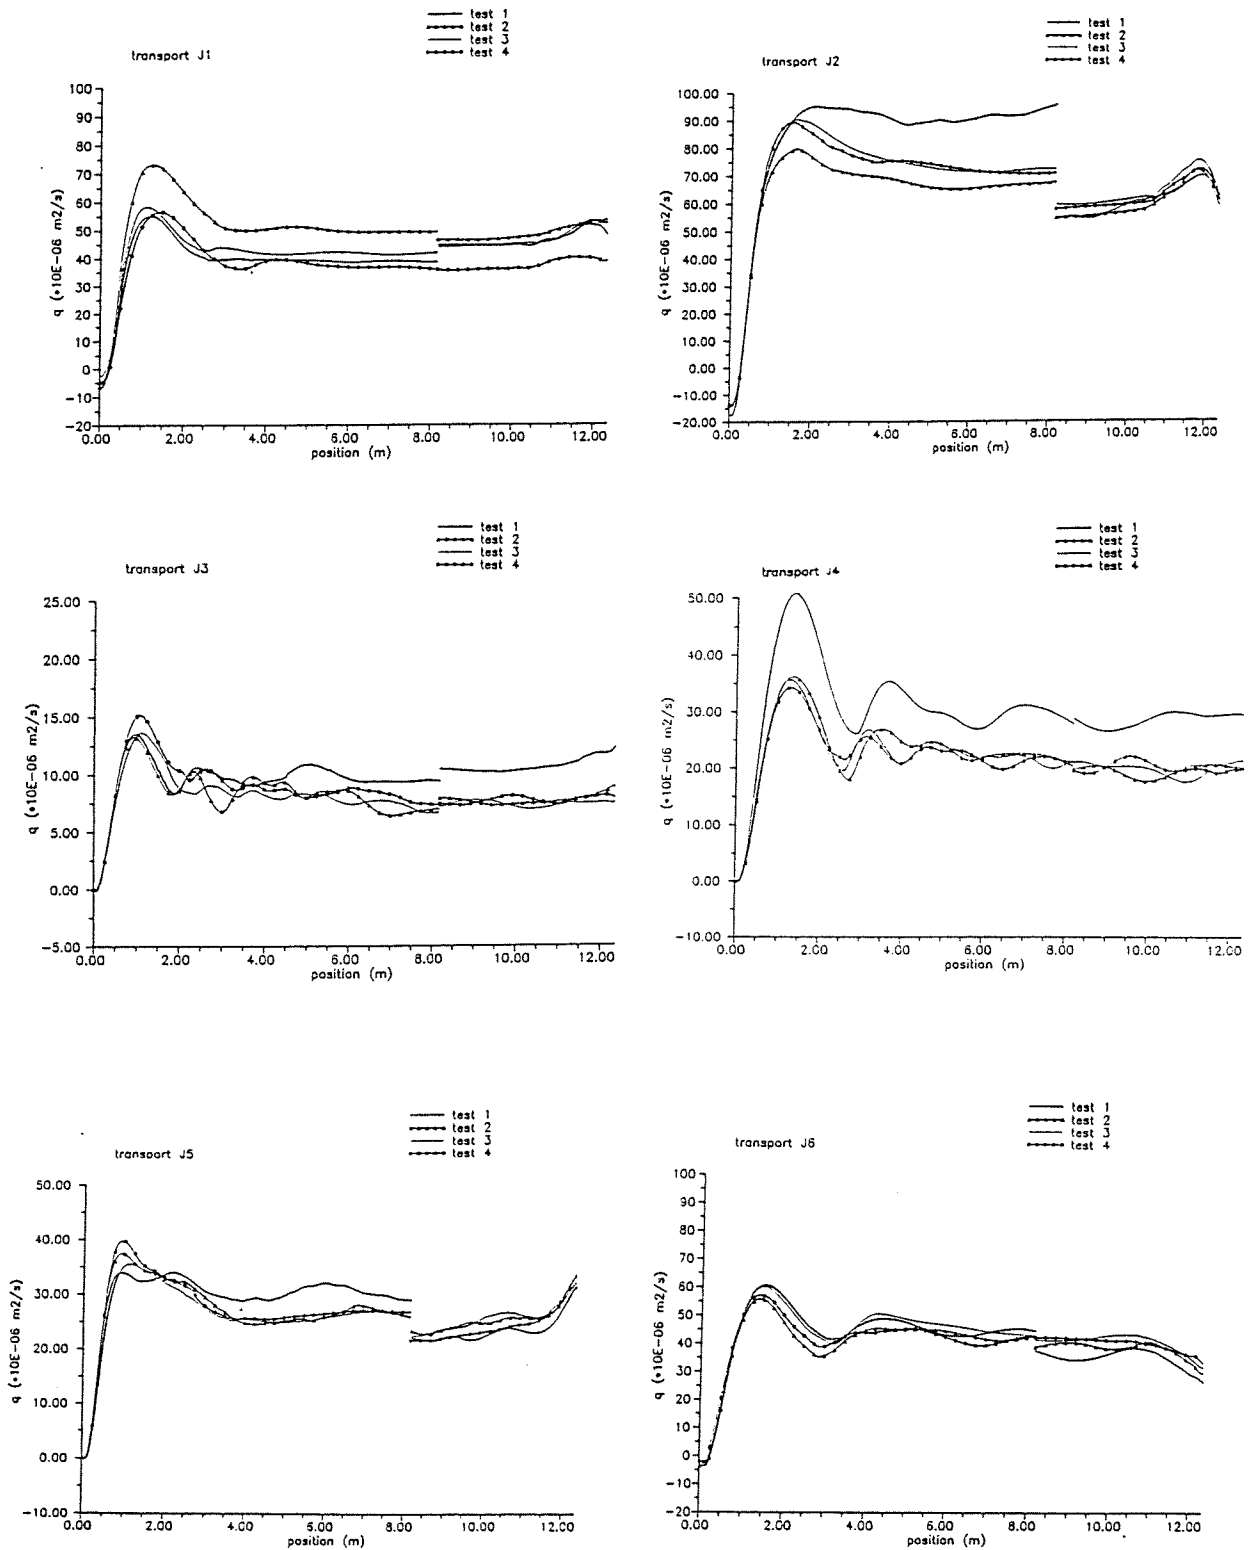 test 1
test 2
test 3
test 4
transport J1
100
90
80
70
60
50
40
30
20
10
0
-10
-20
q (*10E-06 m2/s)
0.00 2.00 4.00 6.00 8.00 10.00 12.00
position (m)
test 1
test 2
test 3
test 4
transport J2
100.00
90.00
80.00
70.00
60.00
50.00
40.00
30.00
20.00
10.00
0.00
-10.00
-20.00
q (*10E-06 m2/s)
0.00 2.00 4.00 6.00 8.00 10.00 12.00
position (m)
test 1
test 2
test 3
test 4
transport J3
25.00
20.00
15.00
10.00
5.00
0.00
-5.00
q (*10E-06 m2/s)
0.00 2.00 4.00 6.00 8.00 10.00 12.00
position (m)
test 1
test 2
test 3
test 4
transport J4
50.00
40.00
30.00
20.00
10.00
0.00
-10.00
q (*10E-06 m2/s)
0.00 2.00 4.00 6.00 8.00 10.00 12.00
position (m)
test 1
test 2
test 3
test 4
transport J5
50.00
40.00
30.00
20.00
10.00
0.00
-10.00
q (*10E-06 m2/s)
0.00 2.00 4.00 6.00 8.00 10.00 12.00
position (m)
test 1
test 2
test 3
test 4
transport J6
100
90
80
70
60
50
40
30
20
10
0
-10
-20
q (*10E-06 m2/s)
0.00 2.00 4.00 6.00 8.00 10.00 12.00
position (m)